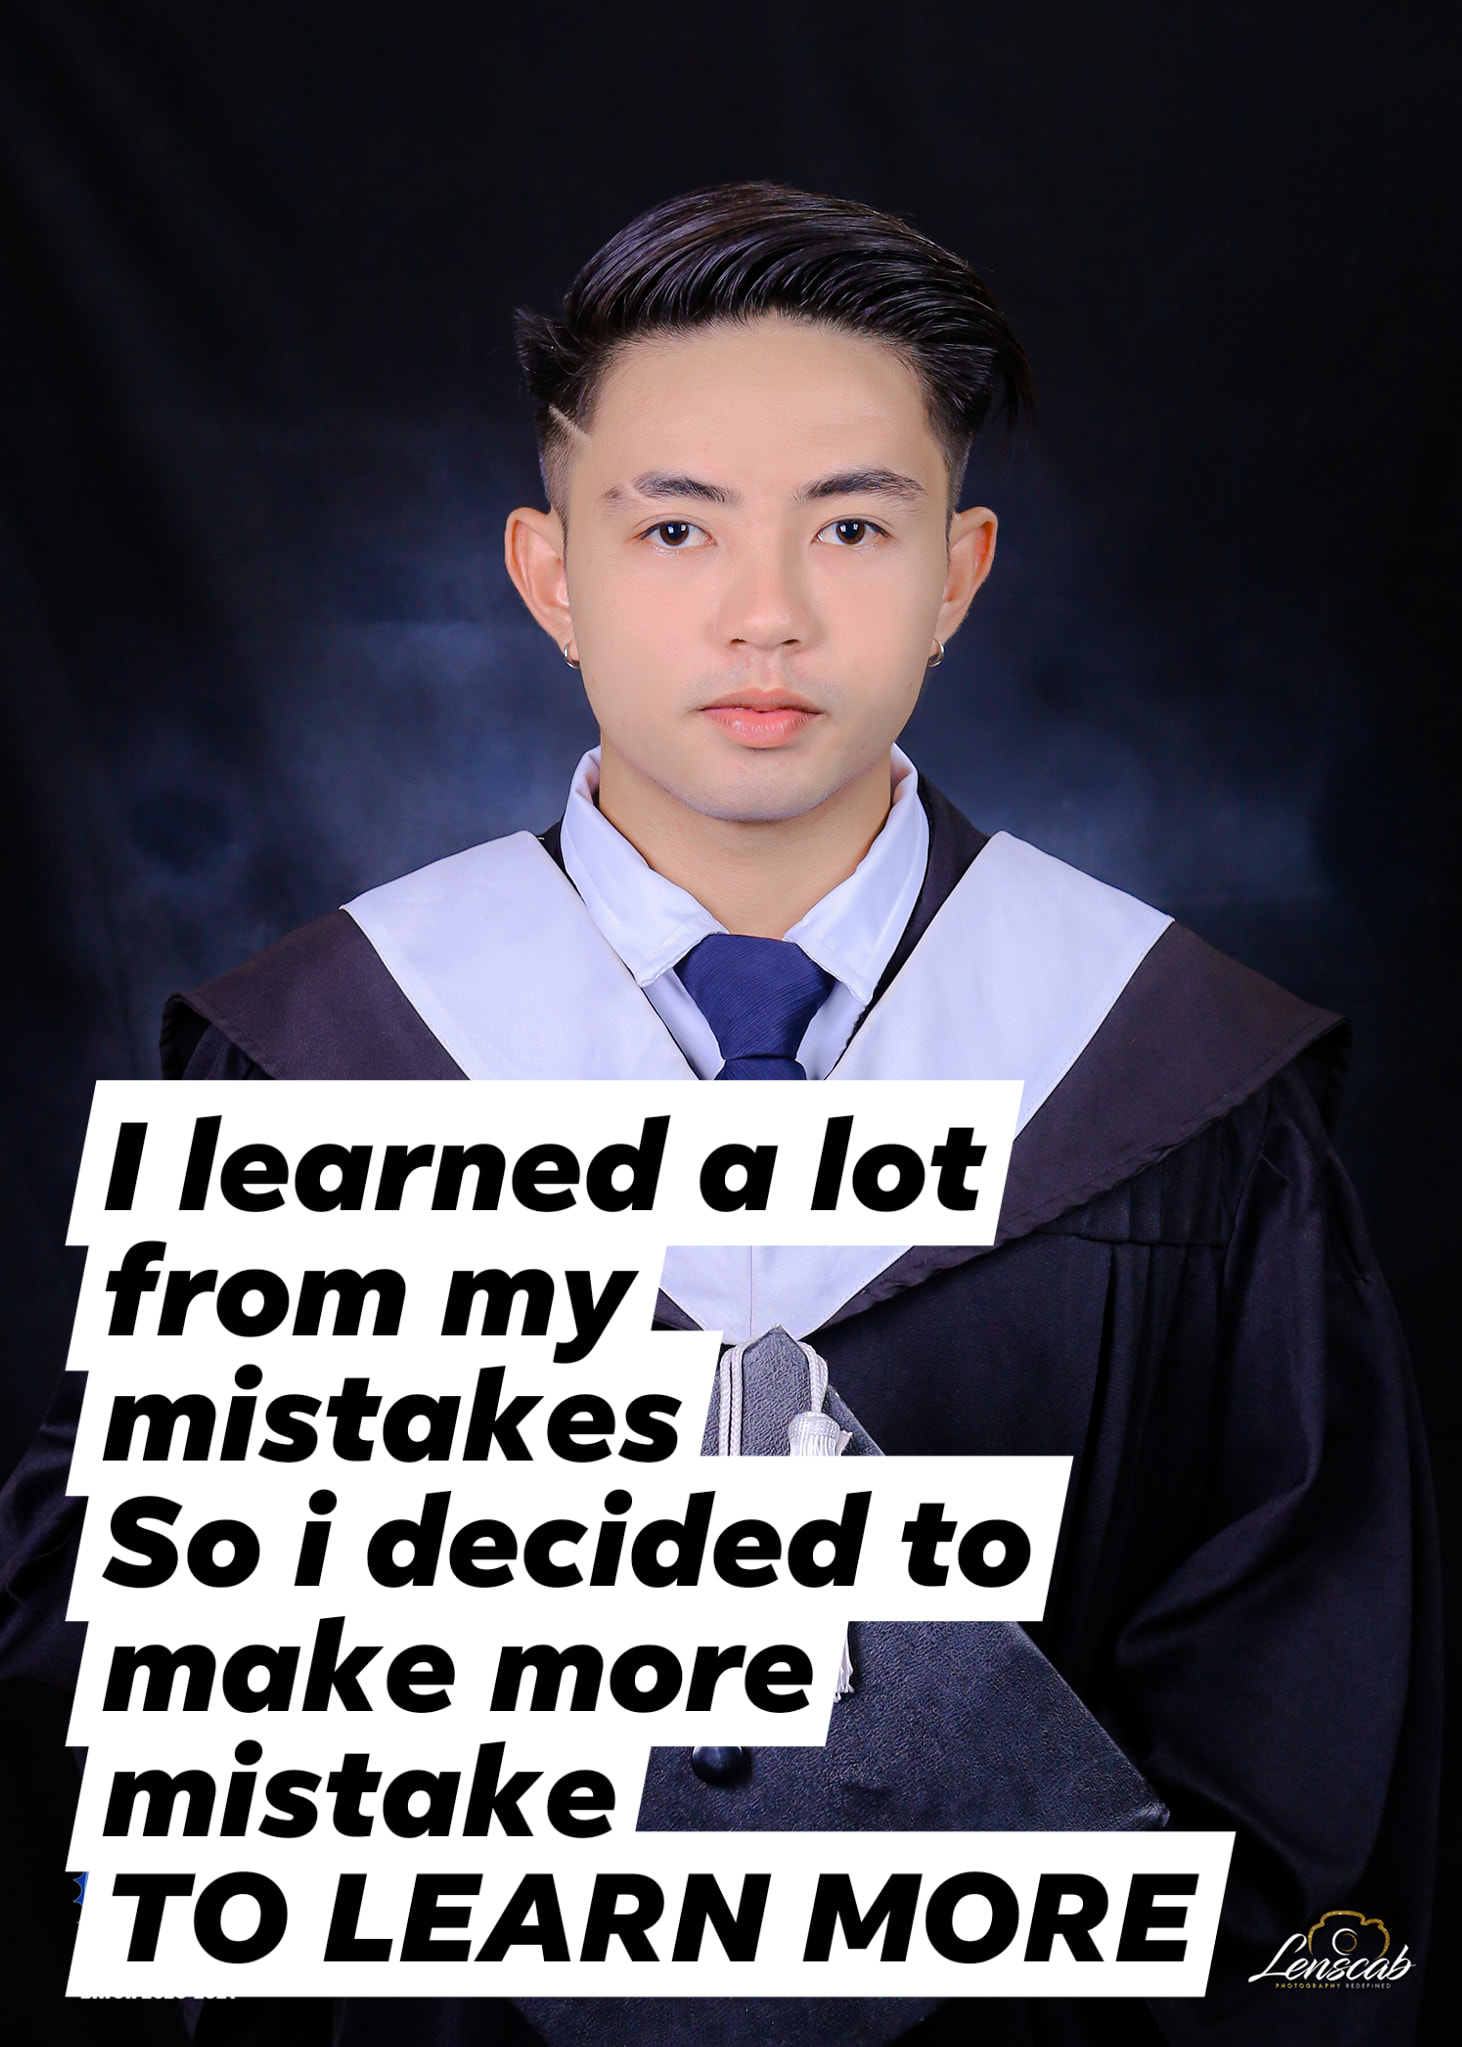 I learned a lot
from my
mistakes
So i decided to
make more
mistake
TO LEARN MORE
Lenscab
PHOTOGRAPHY REDEFINED